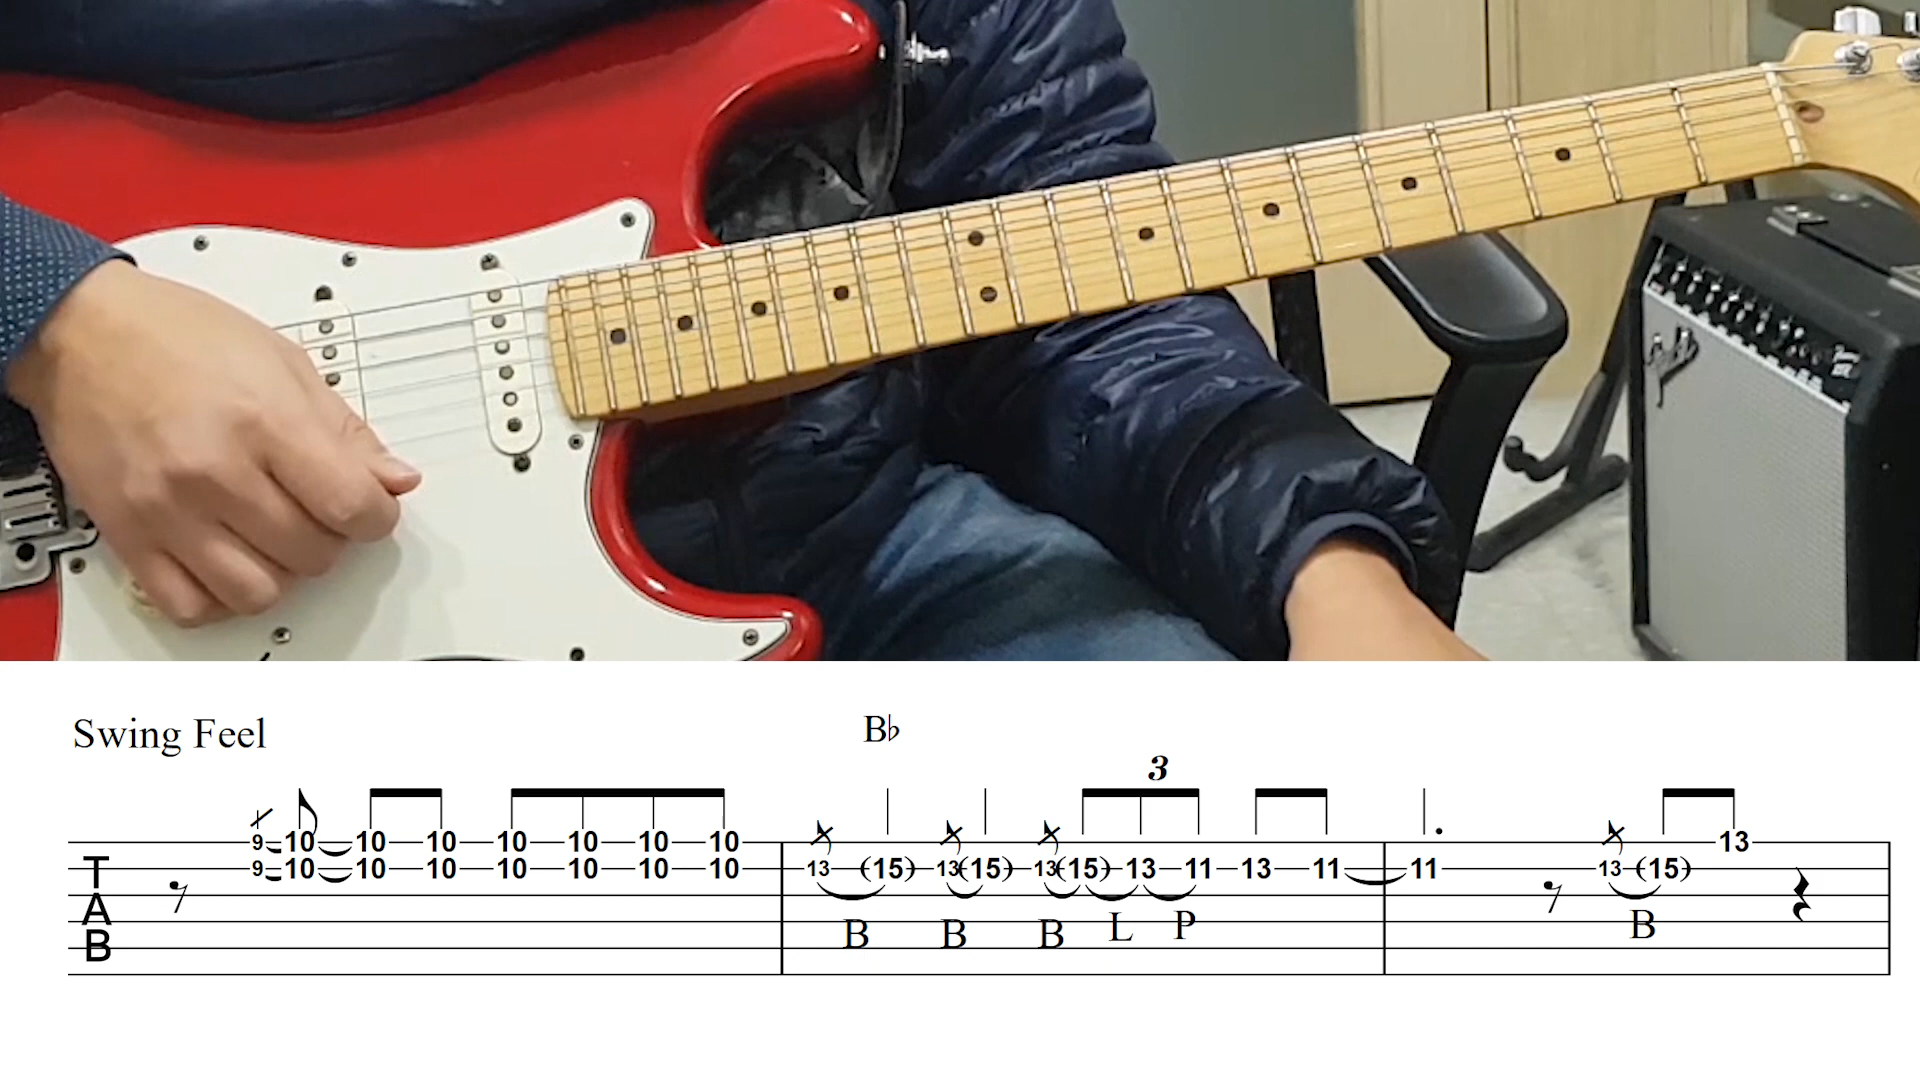 Swing Feel B♭
3
9 10 10 10 10 10 10 10 13
T 9 10 10 10 10 10 10 10 13 (15) 13 (15) 13 (15) 13 11 13 11 11 13 (15)
A
B B B B L P B